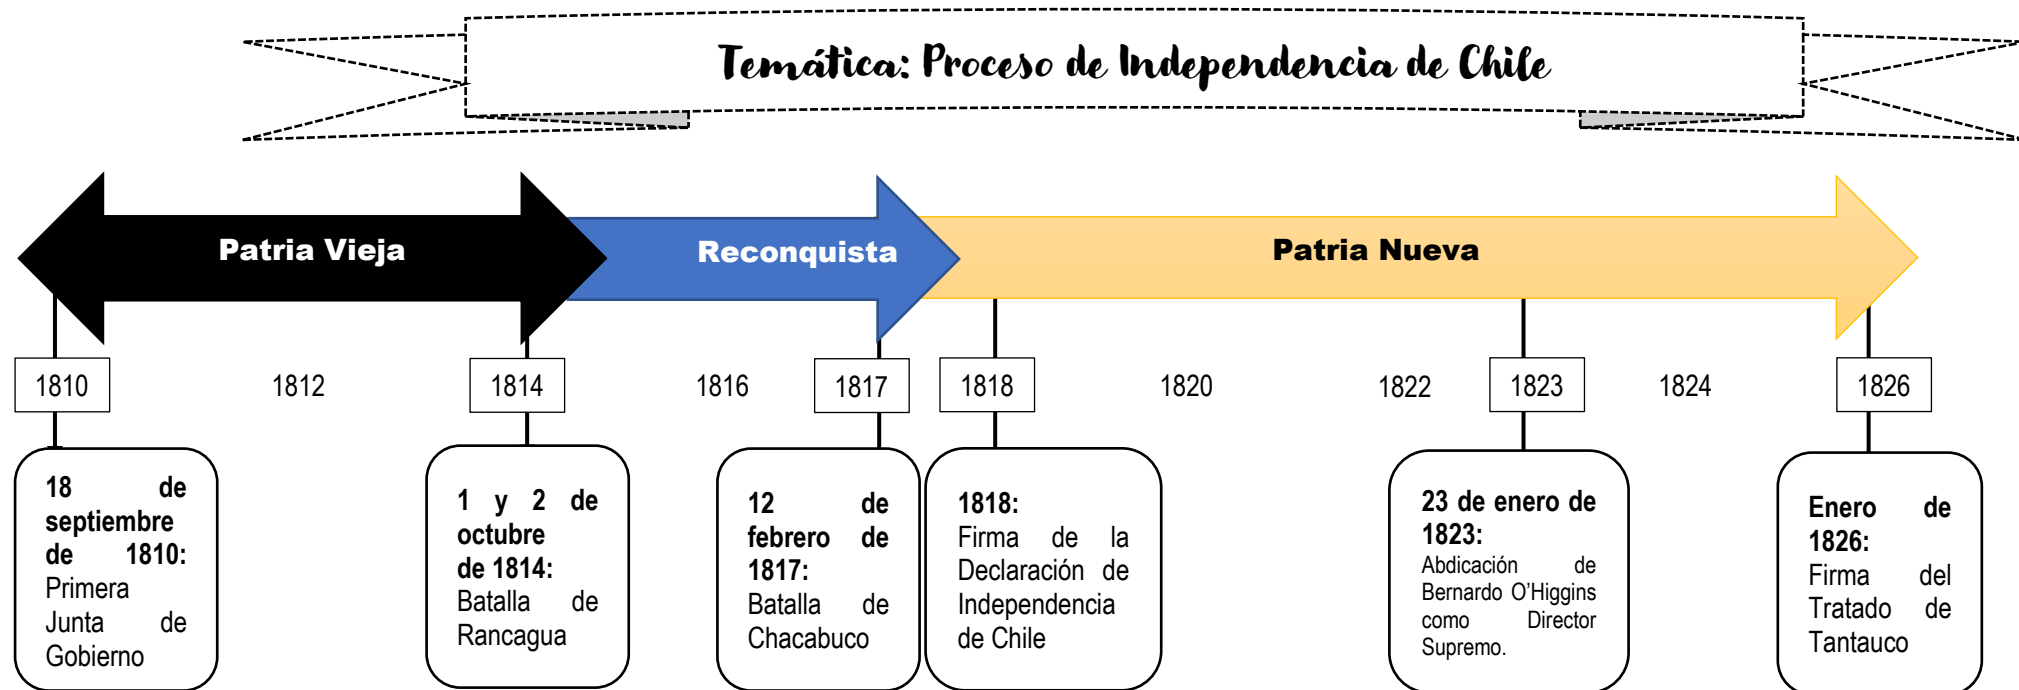 Temática: Proceso de Independencia de Chile
Patria Vieja
Reconquista
Patria Nueva
1810
1812
1814
1816
1817
1818
1820
1822
1823
1824
1826
18 de
septiembre
de 1810:
Primera
Junta de
Gobierno
1 y 2 de
octubre
de 1814:
Batalla de
Rancagua
12 de
febrero de
1817:
Batalla de
Chacabuco
1818:
Firma de la
Declaración de
Independencia
de Chile
23 de enero de
1823:
Abdicación de
Bernardo O’Higgins
como Director
Supremo.
Enero de
1826:
Firma del
Tratado de
Tantauco